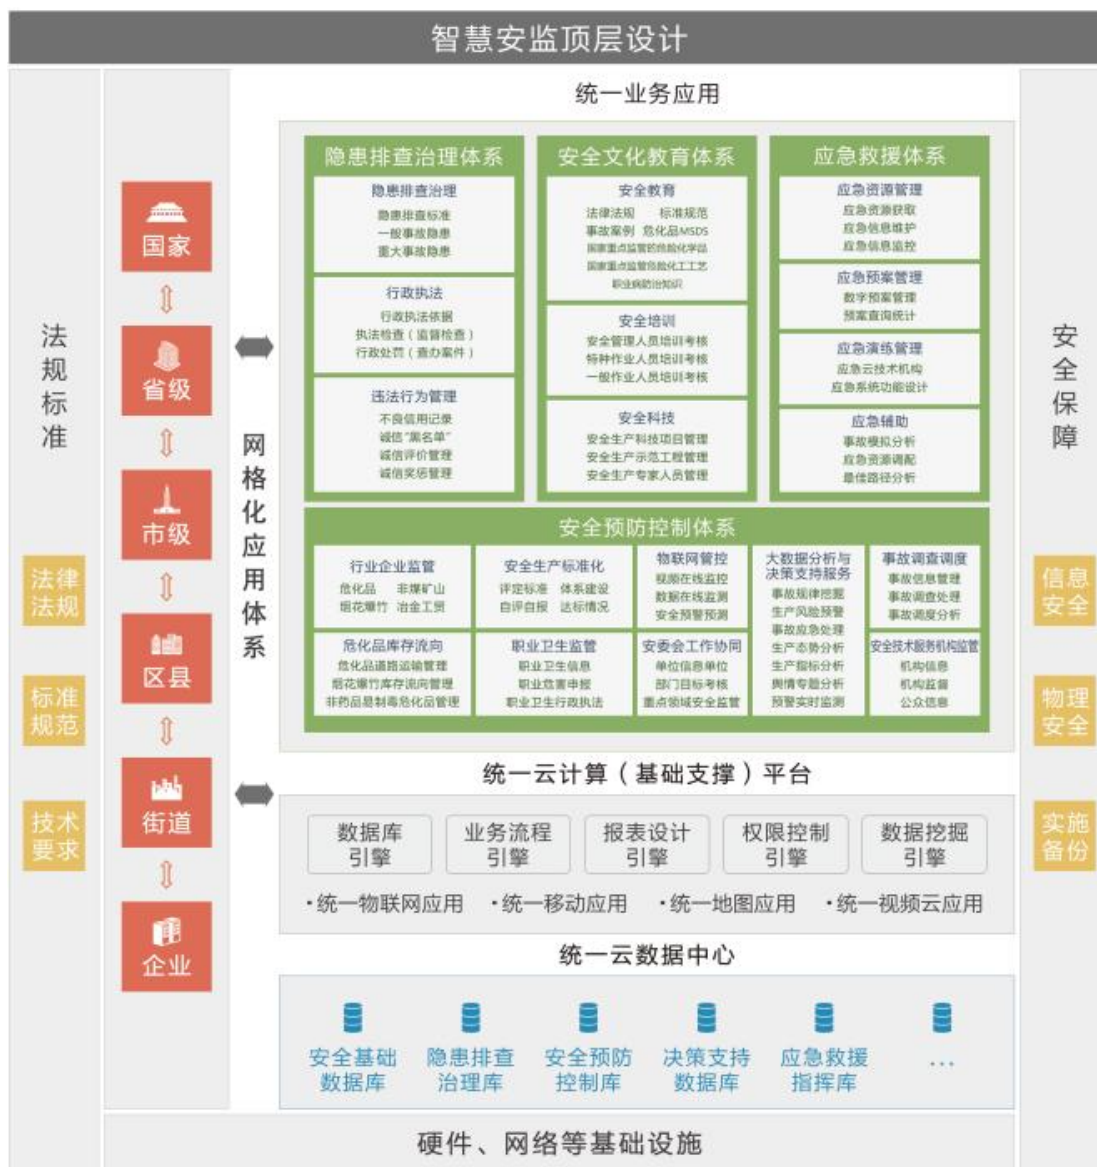 智慧安监顶层设计
法规标准
法律
法规
标准
规范
技术
要求
国家
省级
市级
区县
街道
企业
网格化应用体系
统一业务应用
隐患排查治理体系
隐患排查治理
隐患排查标准
一般事故隐患
重大事故隐患
行政执法
行政执法依据
执法检查(监督检查)
行政处罚(查办案件)
违法行为管理
不良信用记录
诚信“黑名单”
诚信评价管理
诚信奖惩管理
安全文化教育体系
安全教育
法律法规 标准规范
事故案例 危化品MSDS
国家重点监管的危险化学品
国家重点监管危险化工工艺
职业病防治知识
安全培训
安全管理人员培训考核
特种作业人员培训考核
一般作业人员培训考核
安全科技
安全生产科技项目管理
安全生产示范工程管理
安全生产专家人员管理
应急救援体系
应急资源管理
应急资源获取
应急信息维护
应急信息监控
应急预案管理
数字预案管理
预案查询统计
应急演练管理
应急云技术机构
应急系统功能设计
应急辅助
事故模拟分析
应急资源调配
最佳路径分析
安全预防控制体系
行业企业监管
危化品 非煤矿山
烟花爆竹 冶金工贸
安全生产标准化
评定标准 体系建设
自评自报 达标情况
物联网管控
视频在线监控
数据在线监测
安全预警预测
大数据分析与
决策支持服务
事故规律挖掘
生产风险预警
事故应急处理
生产态势分析
生产指标分析
舆情专题分析
预警实时监测
事故调查调度
事故信息管理
事故调查处理
事故调度分析
危化品库存流向
危化品道路运输管理
烟花爆竹库存流向管理
非药品易制毒危化品管理
职业卫生监管
职业卫生信息
职业危害申报
职业卫生行政执法
安委会工作协同
单位信息单位
部门目标考核
重点领域安全监管
安全技术服务机构监管
机构信息
机构监督
公众信息
统一云计算(基础支撑)平台
数据库
引擎
业务流程
引擎
报表设计
引擎
权限控制
引擎
数据挖掘
引擎
·统一物联网应用 ·统一移动应用 ·统一地图应用 ·统一视频云应用
统一云数据中心
安全基础
数据库
隐患排查
治理库
安全预防
控制库
决策支持
数据库
应急救援
指挥库
...
硬件、网络等基础设施
安全保障
信息
安全
物理
安全
实施
备份